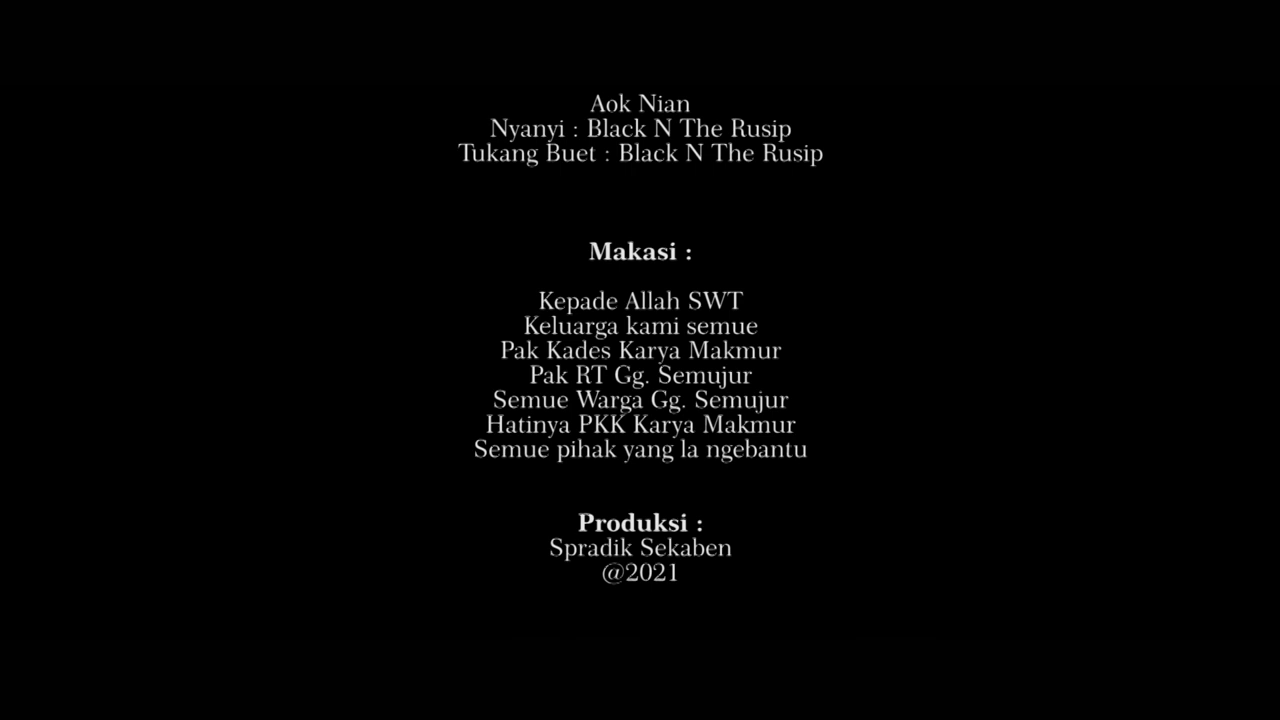 Aok Nian
Nyanyi : Black N The Rusip
Tukang Buet : Black N The Rusip
Makasi :
Kepade Allah SWT
Keluarga kami semue
Pak Kades Karya Makmur
Pak RT Gg. Semujur
Semue Warga Gg. Semujur
Hatinya PKK Karya Makmur
Semue pihak yang la ngebantu
Produksi :
Spradik Sekaben
@2021